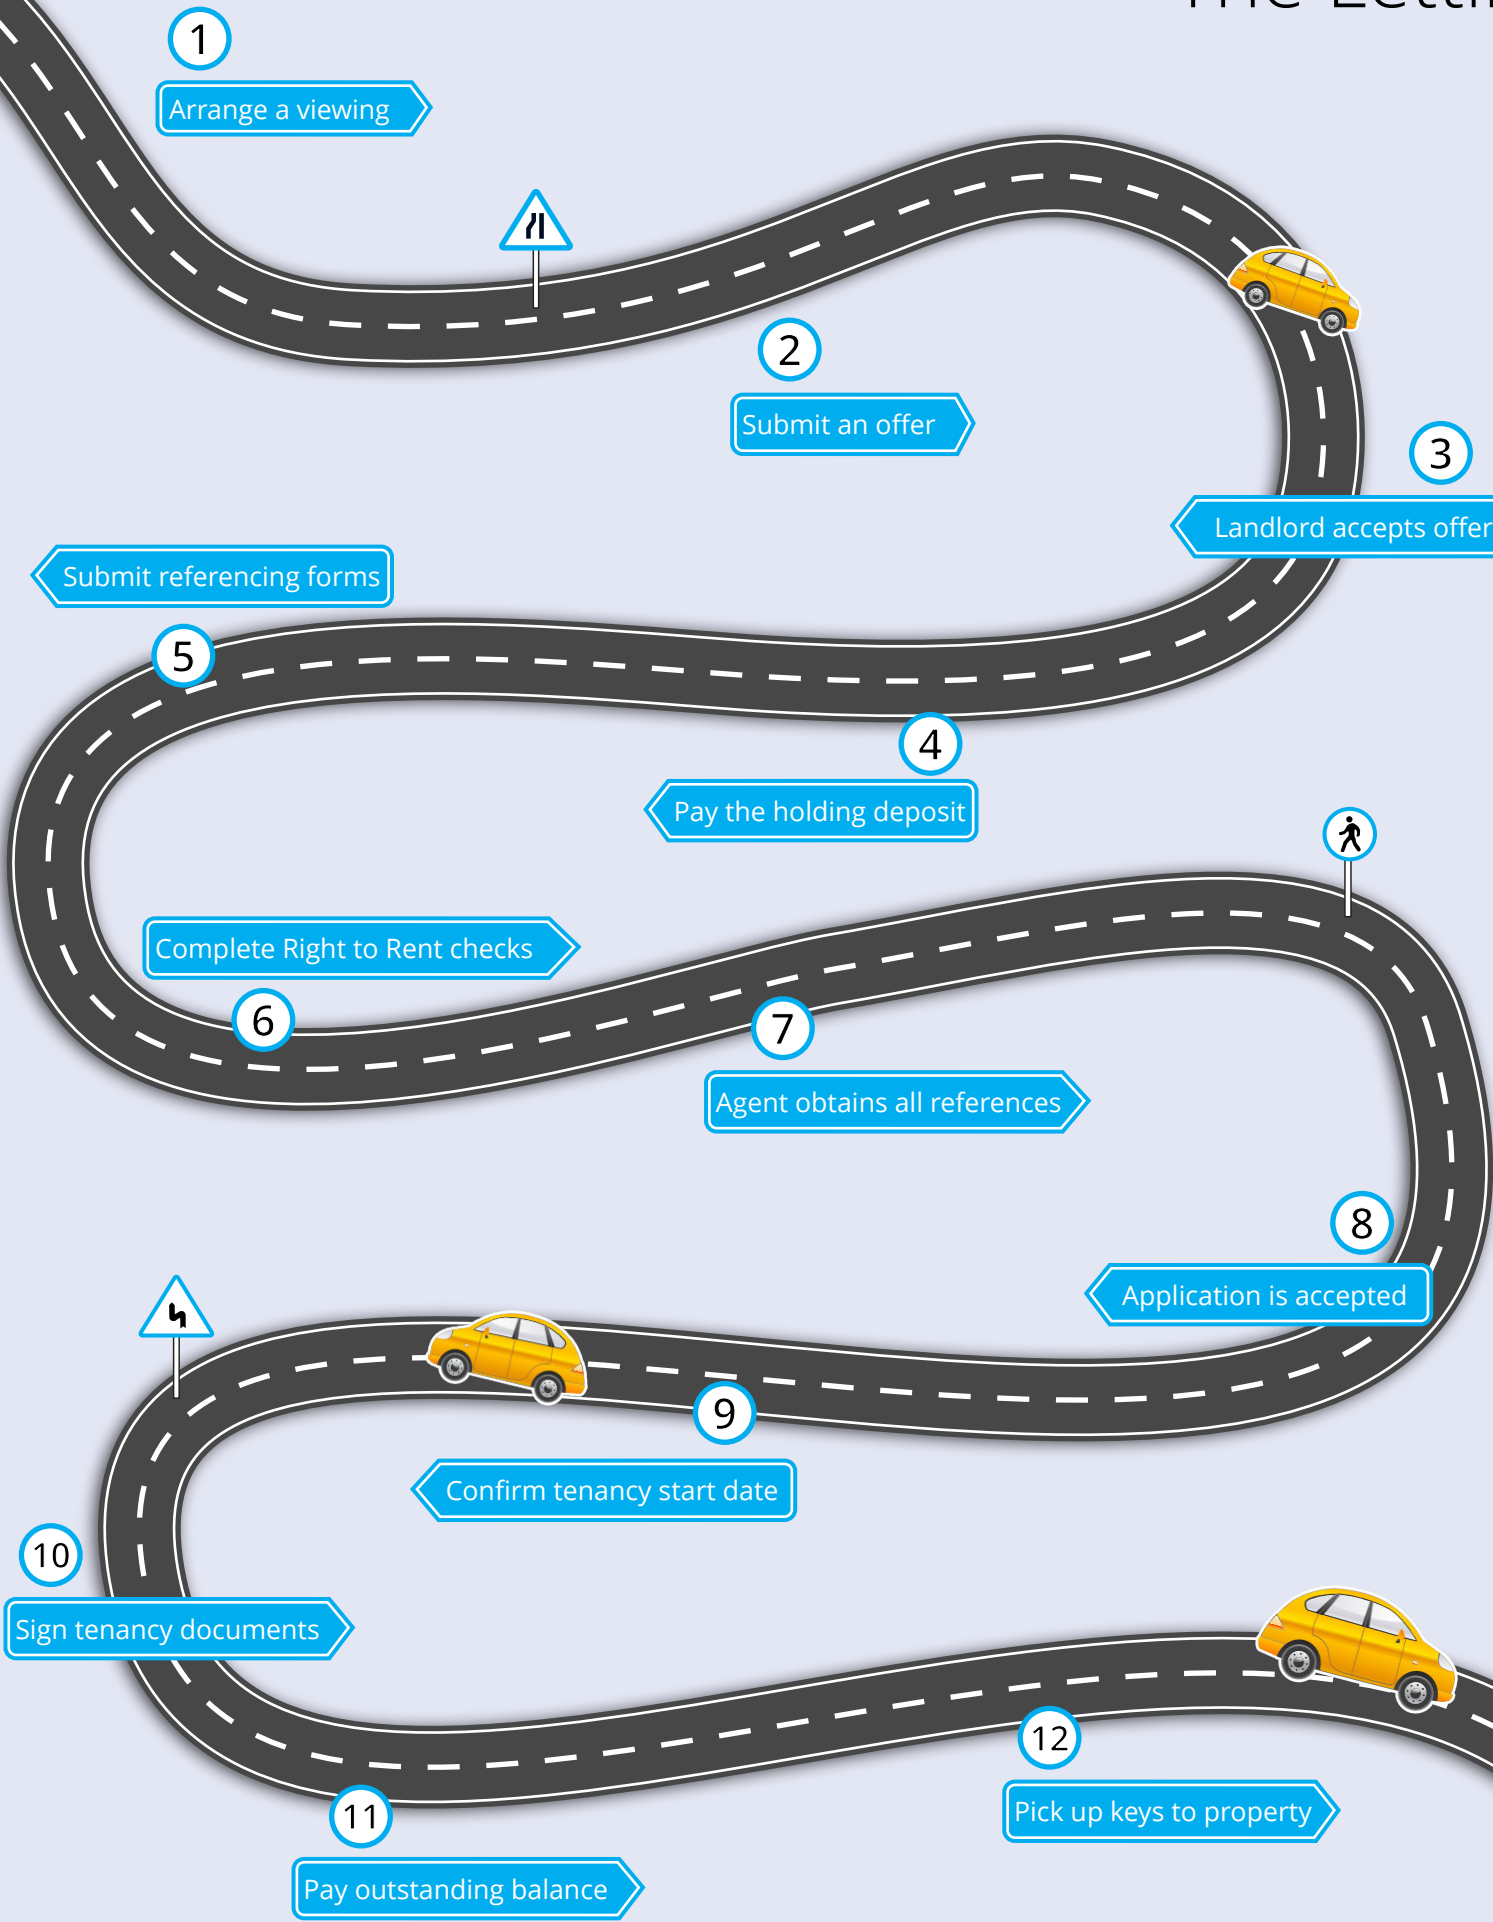 The
1
Arrange a viewing
2
Submit an offer
3
Landlord accepts offer
4
Pay the holding deposit
5
Submit referencing forms
6
Complete Right to Rent checks
7
Agent obtains all references
8
Application is accepted
9
Confirm tenancy start date
10
Sign tenancy documents
11
Pay outstanding balance
12
Pick up keys to property